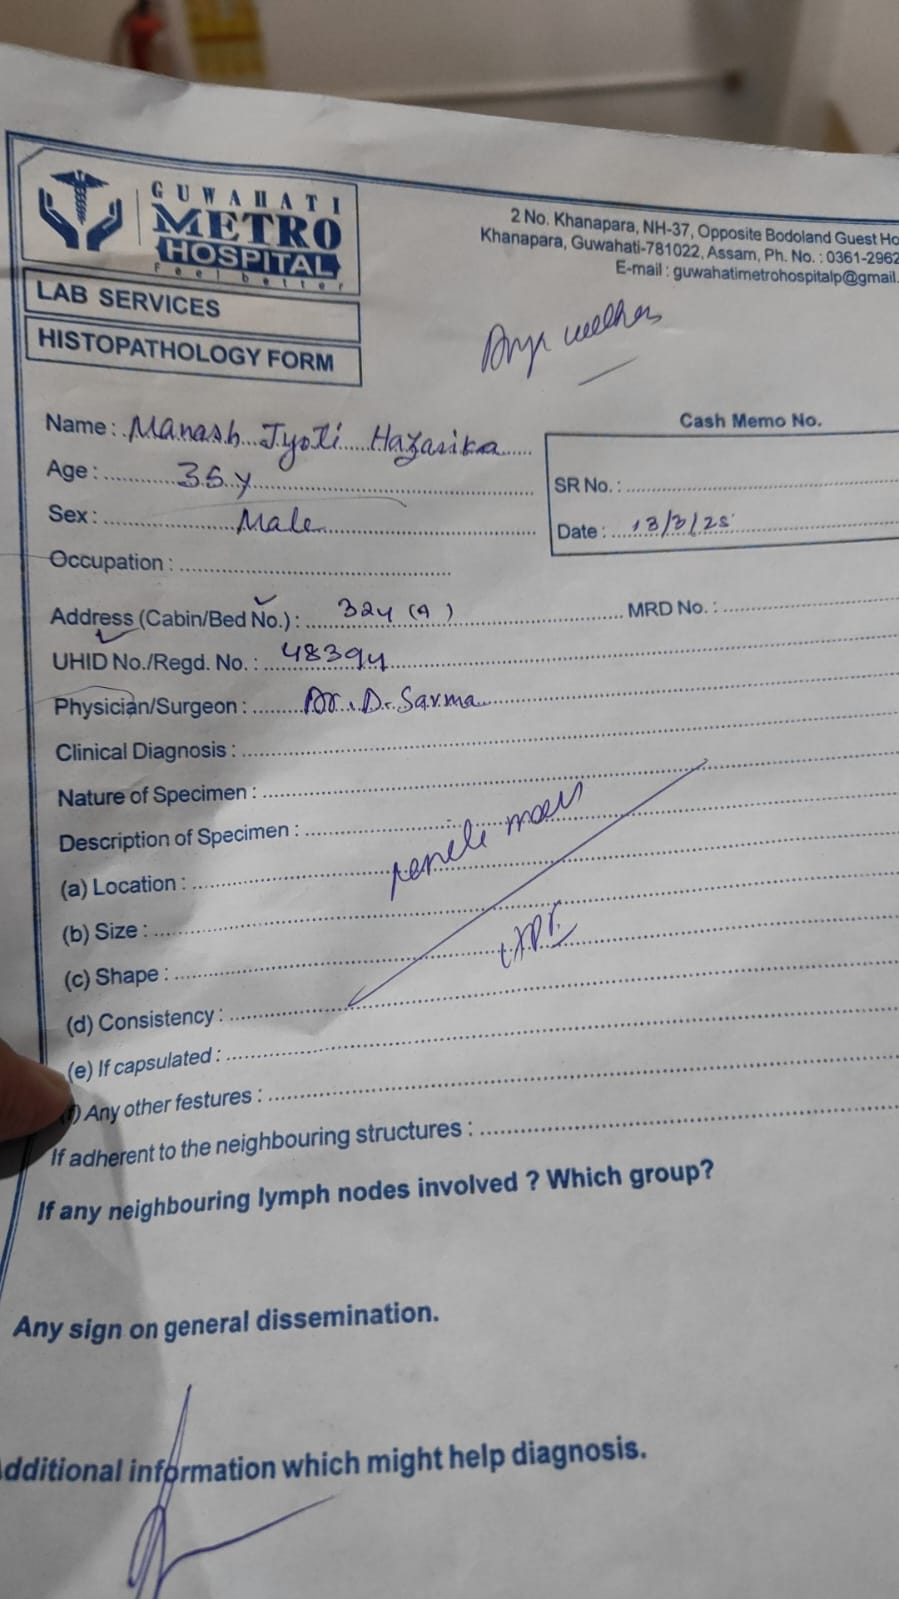 GUWAHATI
METRO
HOSPITAL
Feel better
2 No. Khanapara, NH-37, Opposite Bodoland Guest Ho
Khanapara, Guwahati-781022, Assam, Ph. No. : 0361-2962
E-mail : guwahatimetrohospitalp@gmail.
LAB SERVICES
HISTOPATHOLOGY FORM
Cash Memo No.
Name : Manash Jyoti Hazarika
Age : 35 y
Sex : Male
SR No. :
Date : 13/3/25
Occupation :
Address (Cabin/Bed No.) : 324 (9)
MRD No. :
UHID No./Regd. No. : 48394
Physician/Surgeon : Dr. D. Sarma
Clinical Diagnosis :
Nature of Specimen :
Description of Specimen :
(a) Location :
(b) Size :
(c) Shape :
(d) Consistency :
(e) If capsulated :
) Any other festures :
If adherent to the neighbouring structures :
If any neighbouring lymph nodes involved ? Which group?
Any sign on general dissemination.
dditional information which might help diagnosis.